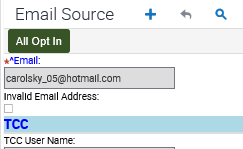 Email Source
All Opt In
*^Email:
carolsky_05@hotmail.com
Invalid Email Address:
TCC
TCC User Name: